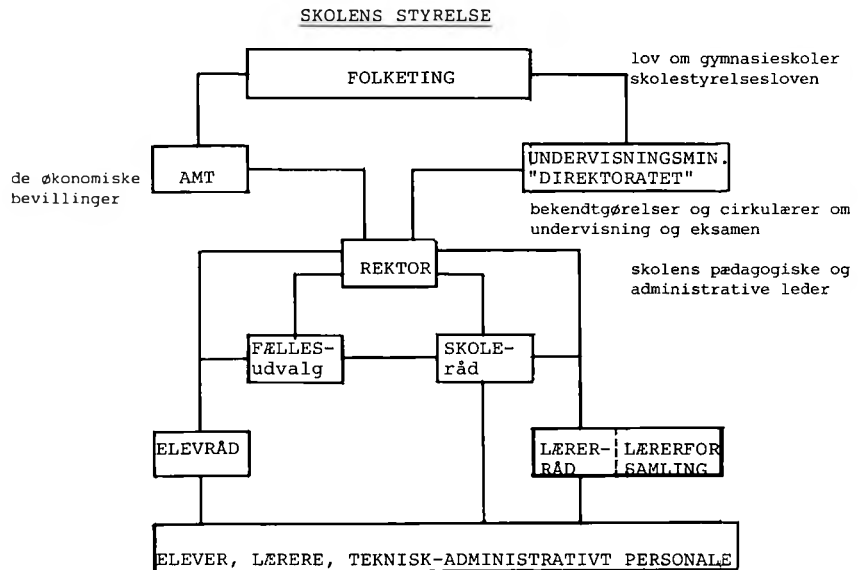 SKOLENS STYRELSE
FOLKETING
lov om gymnasieskoler
skolestyrelsesloven
AMT
de økonomiske
bevillinger
UNDERVISNINGSMIN.
"DIREKTORATET"
bekendtgørelser og cirkulærer om
undervisning og eksamen
REKTOR
skolens pædagogiske og
administrative leder
FÆLLES-
udvalg
SKOLE-
råd
ELEVRÅD
LÆRER-
RÅD
LÆRERFOR
SAMLING
ELEVER, LÆRERE, TEKNISK-ADMINISTRATIVT PERSONALE